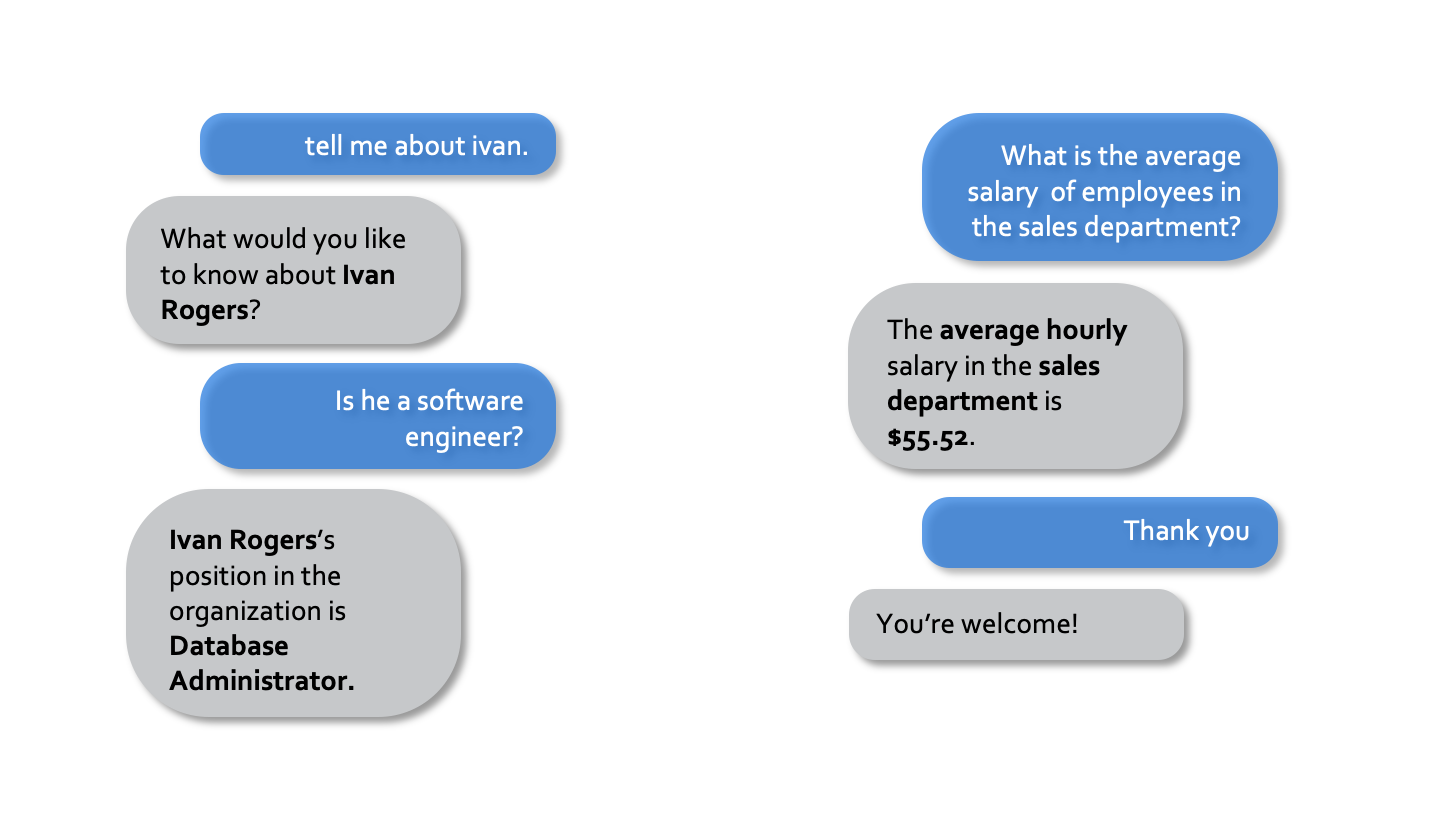 tell me about ivan.
What would you like
to know about Ivan
Rogers?
Is he a software
engineer?
Ivan Rogers’s
position in the
organization is
Database
Administrator.
What is the average
salary  of employees in
the sales department?
The average hourly
salary in the sales
department is
$55.52.
Thank you
You’re welcome!